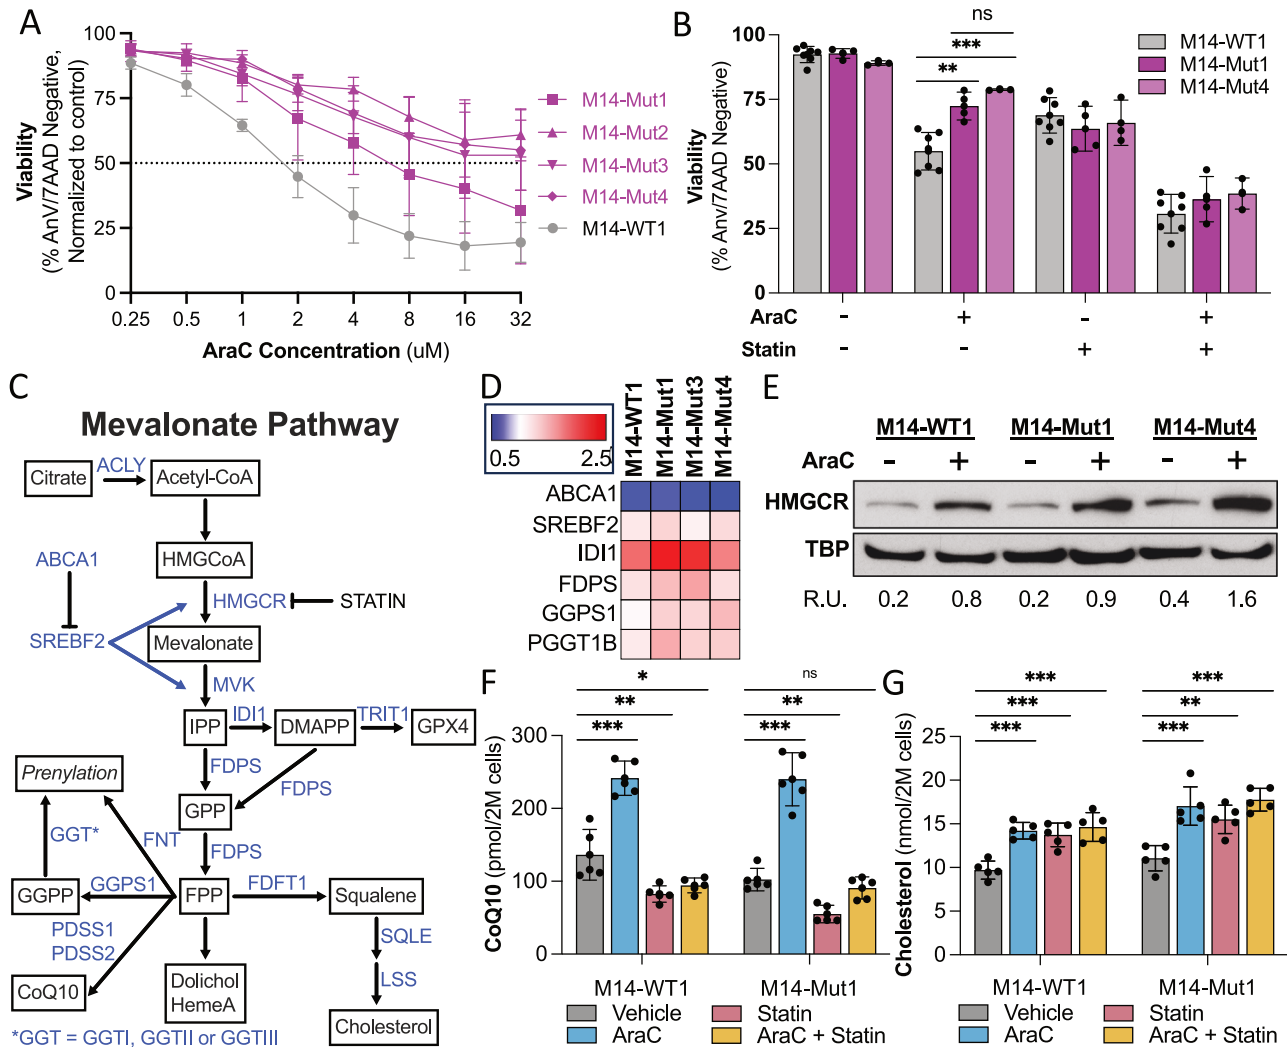 A
Viability
(% Anv/7AAD Negative,
Normalized to control)
100
75
50
25
0
0.25 0.5 1 2 4 8 16 32
AraC Concentration (uM)
M14-Mut1
M14-Mut2
M14-Mut3
M14-Mut4
M14-WT1
B
Viability
(% Anv/7AAD Negative)
100
75
50
25
0
ns
***
**
M14-WT1
M14-Mut1
M14-Mut4
AraC - + - +
Statin - - + +
C
Mevalonate Pathway
Citrate ACLY Acetyl-CoA
HMGCoA
ABCA1
HMGCR STATIN
SREBF2 Mevalonate
MVK
IPP IDI1 DMAPP TRIT1 GPX4
Prenylation FDPS FDPS
GPP
GGT* FNT FDPS
GGPP GGPS1 FPP FDFT1 Squalene
PDSS1
PDSS2
SQLE
LSS
CoQ10 Dolichol
HemeA
Cholesterol
*GGT = GGTI, GGTII or GGTIII
D
0.5 2.5
M14-WT1
M14-Mut1
M14-Mut3
M14-Mut4
ABCA1
SREBF2
IDI1
FDPS
GGPS1
PGGT1B
E
M14-WT1 M14-Mut1 M14-Mut4
AraC - + - + - +
HMGCR
TBP
R.U. 0.2 0.8 0.2 0.9 0.4 1.6
F
CoQ10 (pmol/2M cells)
300
200
100
0
*
**
***
ns
**
***
M14-WT1 M14-Mut1
Vehicle Statin
AraC AraC + Statin
G
Cholesterol (nmol/2M cells)
25
20
15
10
5
0
***
***
***
***
**
***
M14-WT1 M14-Mut1
Vehicle Statin
AraC AraC + Statin